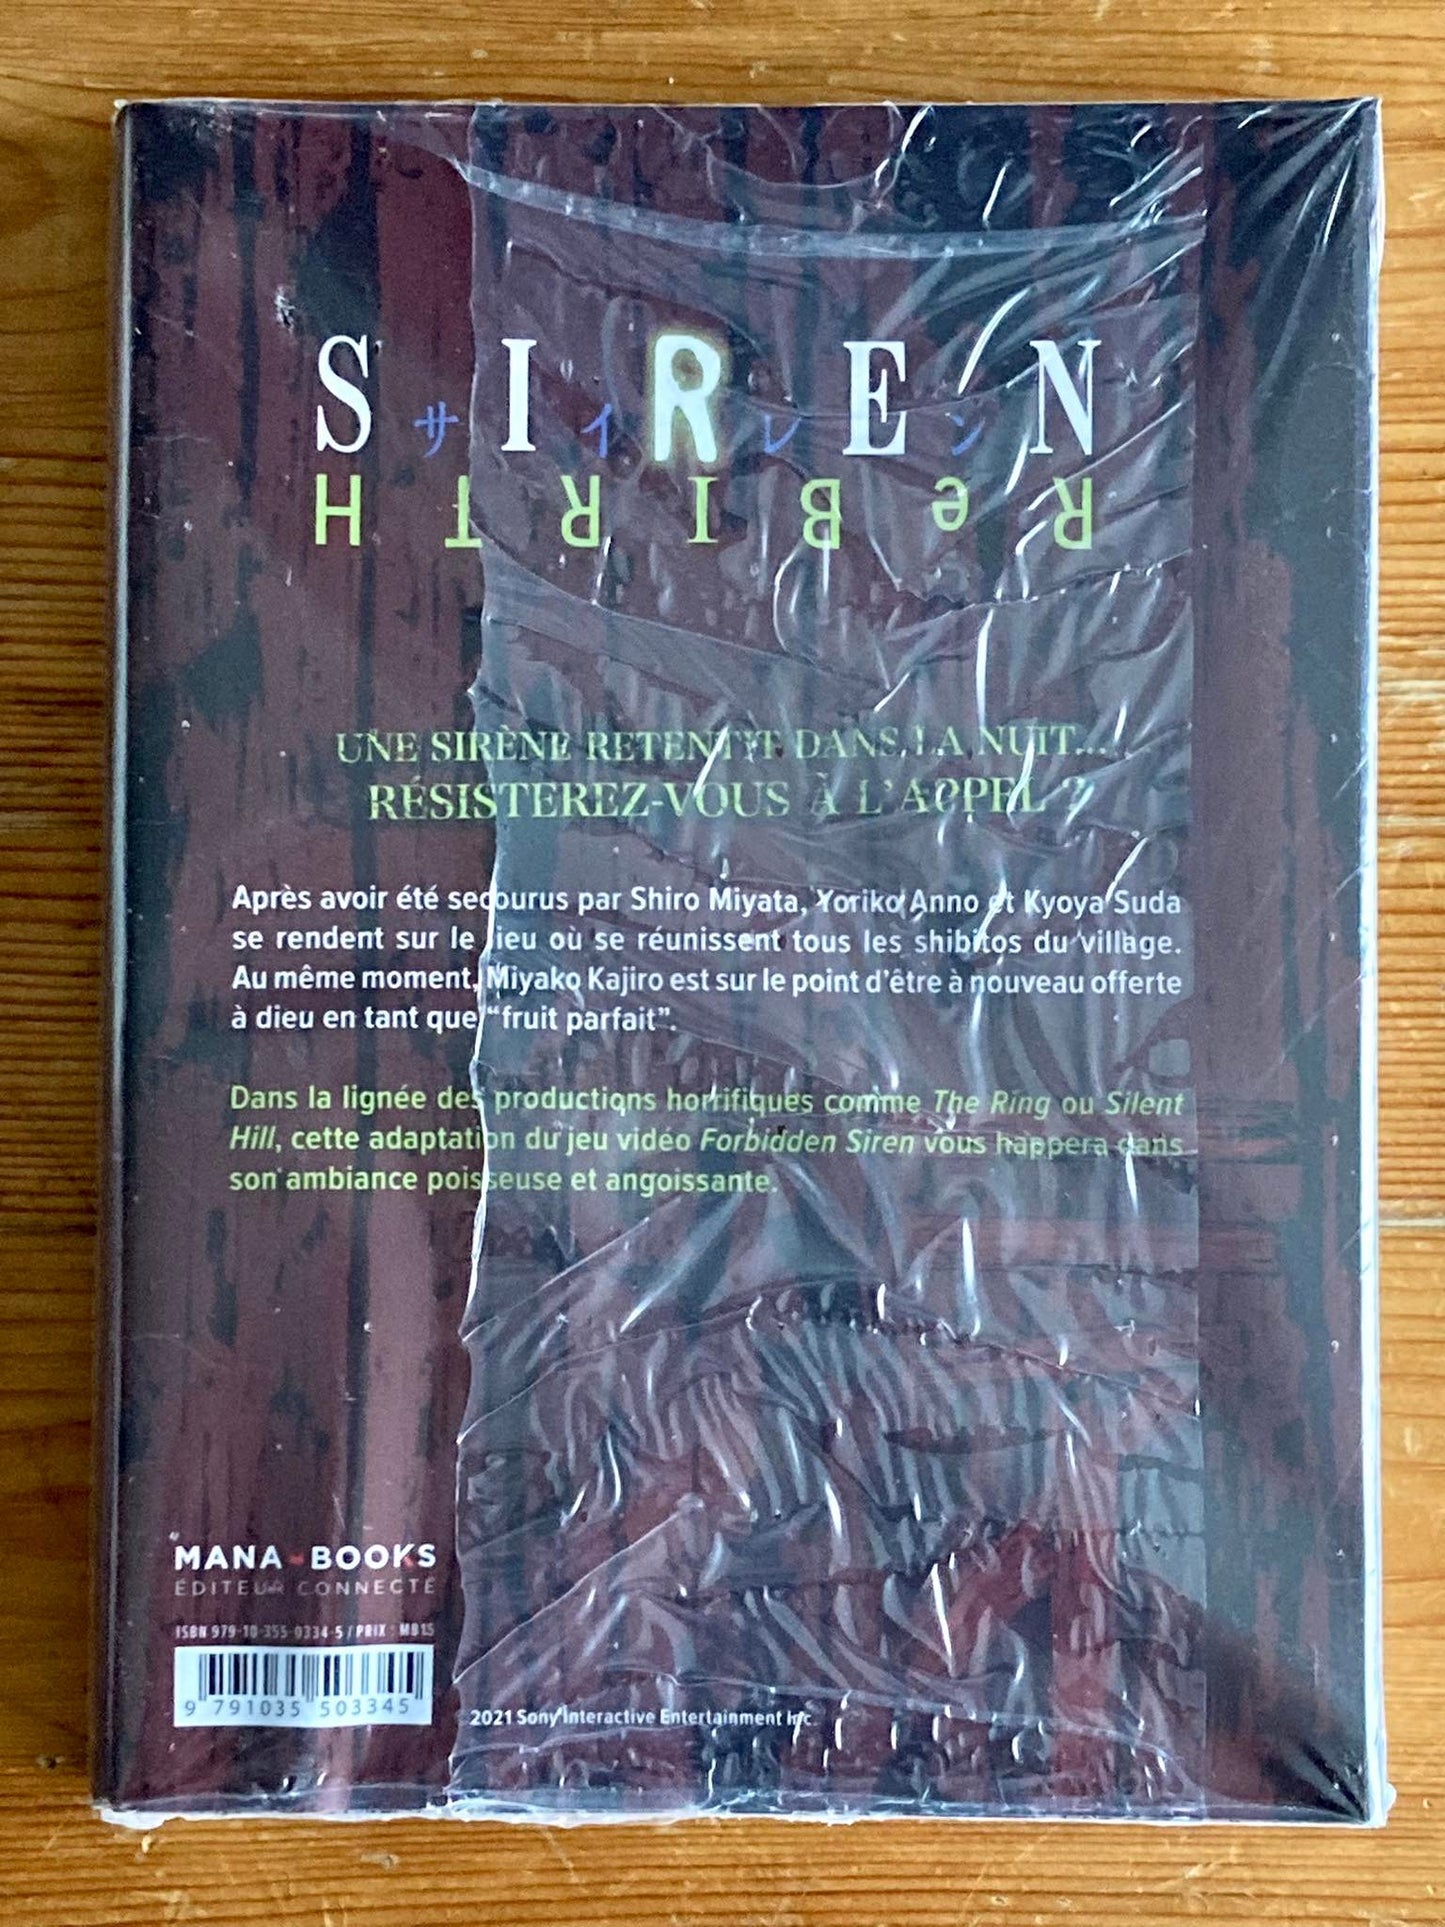 SIREN
サイレン
ReBIRTH
UNE SIRÈNE RETENTIT DANS LA NUIT...
RÉSISTEREZ-VOUS À L'APPEL ?
Après avoir été secourus par Shiro Miyata, Yoriko Anno et Kyoya Suda
se rendent sur le lieu où se réunissent tous les shibitos du village.
Au même moment, Miyako Kajiro est sur le point d'être à nouveau offerte
à dieu en tant que "fruit parfait".
Dans la lignée des productions horrifiques comme The Ring ou Silent
Hill, cette adaptation du jeu vidéo Forbidden Siren vous happera dans
son ambiance poisseuse et angoissante.
MANA BOOKS
ÉDITEUR CONNECTÉ
ISBN 979-10-355-0334-5 / PRIX : MB15
9 791035 503345
2021 Sony Interactive Entertainment Inc.